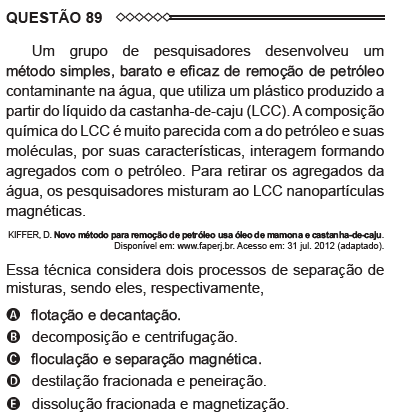 QUESTÃO 89
Um grupo de pesquisadores desenvolveu um
método simples, barato e eficaz de remoção de petróleo
contaminante na água, que utiliza um plástico produzido a
partir do líquido da castanha-de-caju (LCC). A composição
química do LCC é muito parecida com a do petróleo e suas
moléculas, por suas características, interagem formando
agregados com o petróleo. Para retirar os agregados da
água, os pesquisadores misturam ao LCC nanopartículas
magnéticas.
KIFFER, D. Novo método para remoção de petróleo usa óleo de mamona e castanha-de-caju.
Disponível em: www.faperj.br. Acesso em: 31 jul. 2012 (adaptado).
Essa técnica considera dois processos de separação de
misturas, sendo eles, respectivamente,
A flotação e decantação.
B decomposição e centrifugação.
C floculação e separação magnética.
D destilação fracionada e peneiração.
E dissolução fracionada e magnetização.